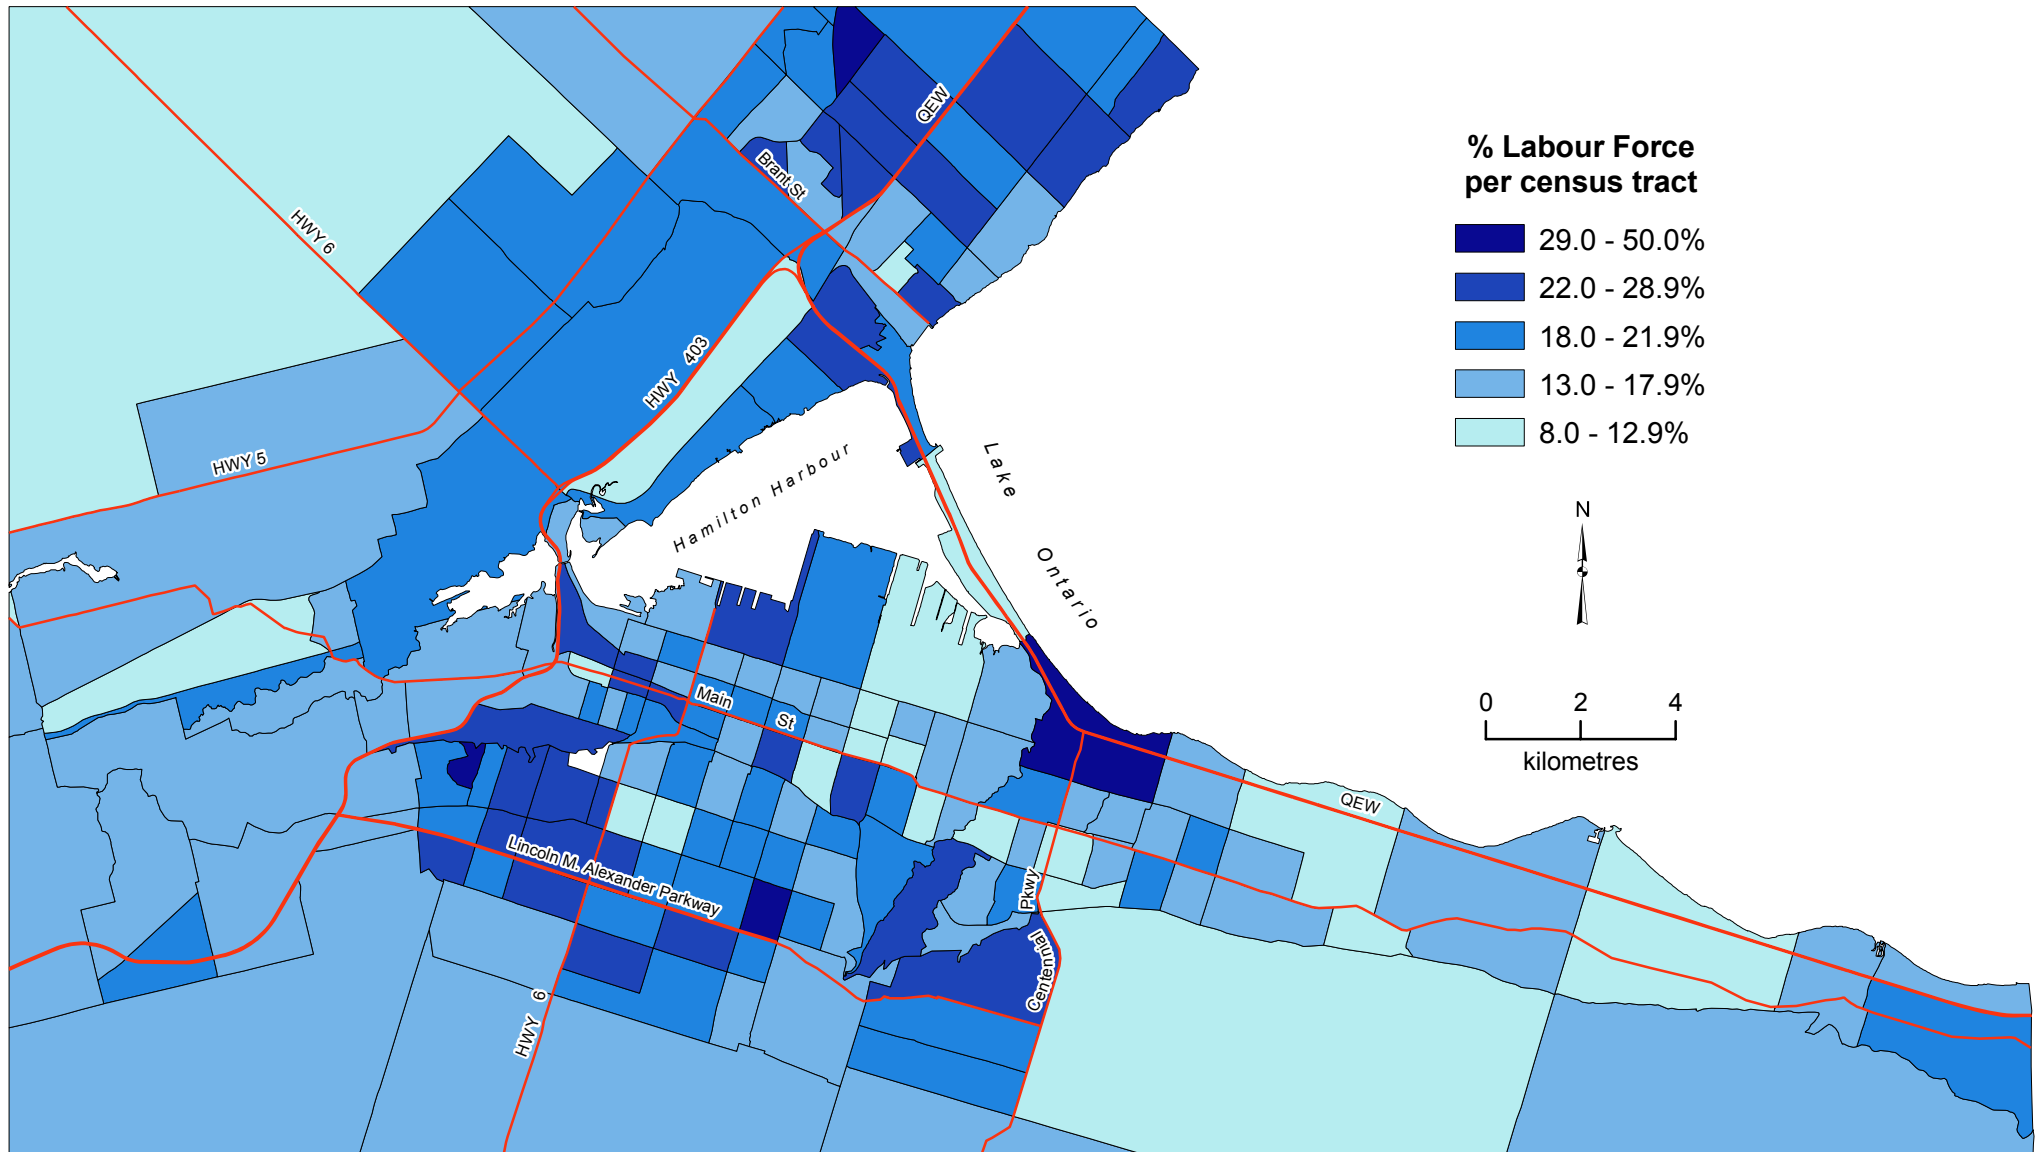 % Labour Force
per census tract
29.0 - 50.0%
22.0 - 28.9%
18.0 - 21.9%
13.0 - 17.9%
8.0 - 12.9%
N
0 2 4
kilometres
QEW
Brant St
HWY 6
HWY 403
HWY 5
Hamilton Harbour
Lake
Ontario
Main St
QEW
Lincoln M. Alexander Parkway
Centennial Pkwy
HWY 6